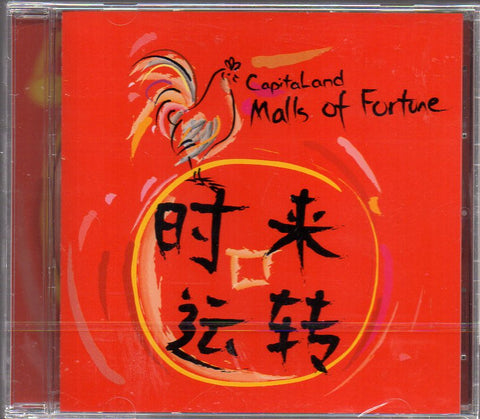 CapitaLand
Malls of Fortune
时来
运转